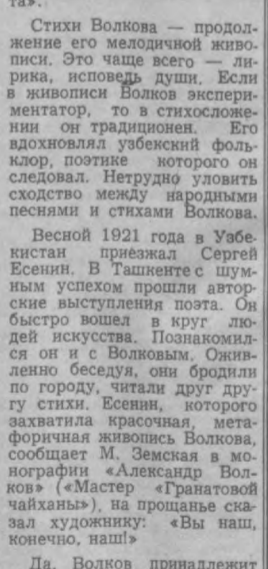 та».
Стихи Волкова — продол-
жение его мелодичной живо-
писи. Это чаще всего — ли-
рика, исповедь души. Если
в живописи Волков экспери-
ментатор, то в стихосложе-
нии он традиционен. Его
вдохновлял узбекский фоль-
клор, поэтике которого он
следовал. Нетрудно уловить
сходство между народными
песнями и стихами Волкова.
Весной 1921 года в Узбе-
кистан приезжал Сергей
Есенин. В Ташкенте с шум-
ным успехом прошли автор-
ские выступления поэта. Он
быстро вошел в круг лю-
дей искусства. Познакомил-
ся он и с Волковым. Ожив-
ленно беседуя, они бродили
по городу, читали друг дру-
гу стихи. Есенин, которого
захватила красочная, мета-
форичная живопись Волкова,
сообщает М. Земская в мо-
нографии «Александр Вол-
ков» («Мастер «Гранатовой
чайханы»), на прощанье ска-
зал художнику: «Вы наш,
конечно, наш!»
Да, Волков принадлежит